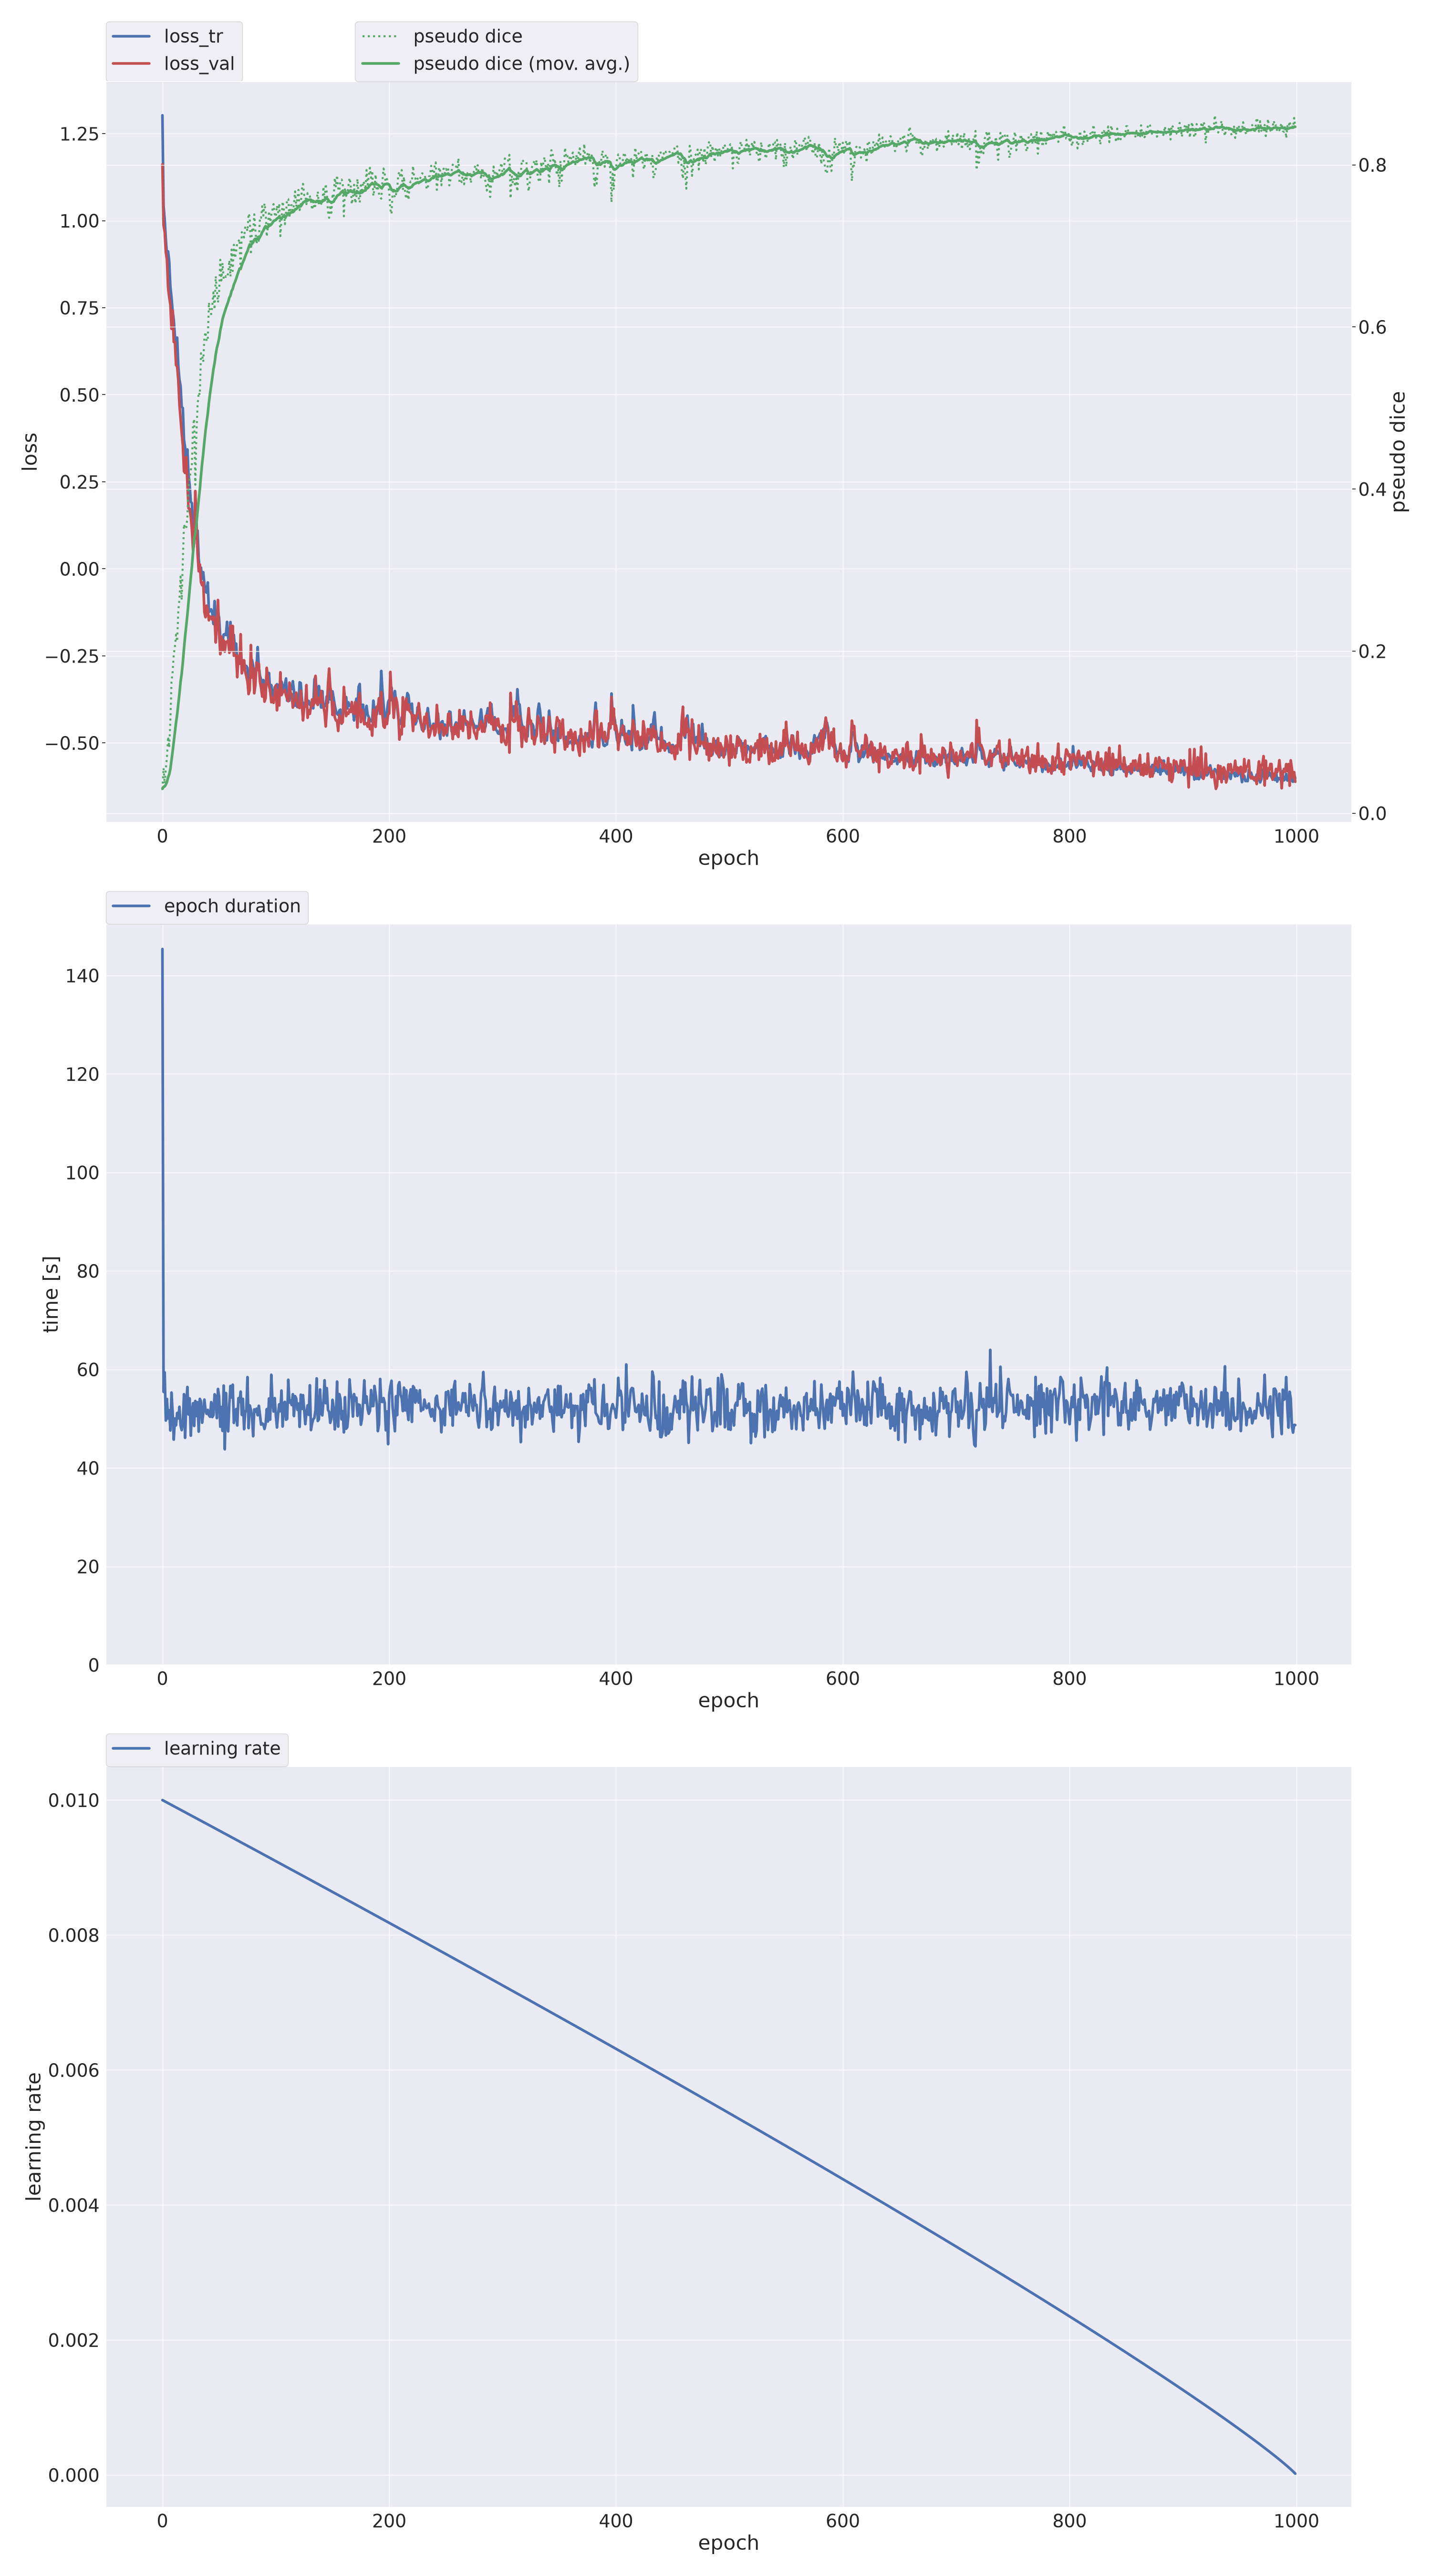 loss_tr
loss_val
pseudo dice
pseudo dice (mov. avg.)
1.25
1.00
0.75
0.50
0.25
0.00
−0.25
−0.50
loss
0.8
0.6
0.4
0.2
0.0
pseudo dice
0 200 400 600 800 1000
epoch
epoch duration
140
120
100
80
60
40
20
0
time [s]
0 200 400 600 800 1000
epoch
learning rate
0.010
0.008
0.006
0.004
0.002
0.000
learning rate
0 200 400 600 800 1000
epoch